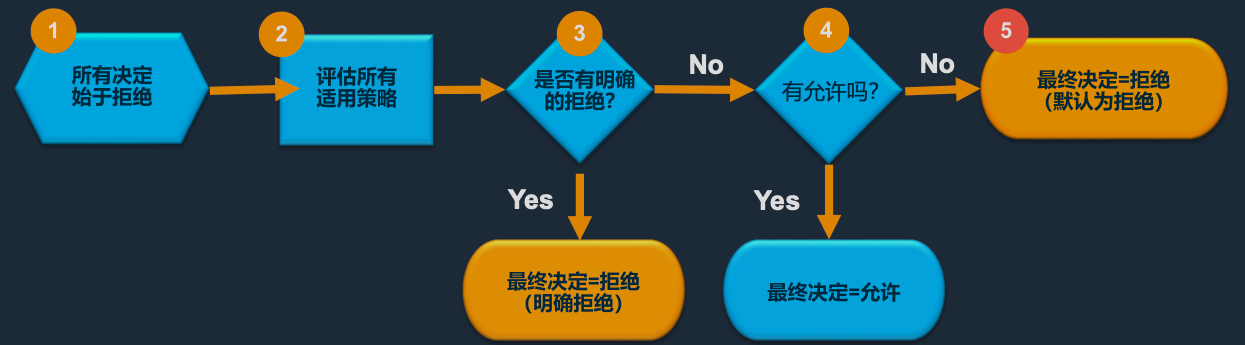 1
所有决定
始于拒绝
2
评估所有
适用策略
3
是否有明确
的拒绝?
No
4
有允许吗?
No
5
最终决定=拒绝
(默认为拒绝)
Yes
最终决定=拒绝
(明确拒绝)
Yes
最终决定=允许